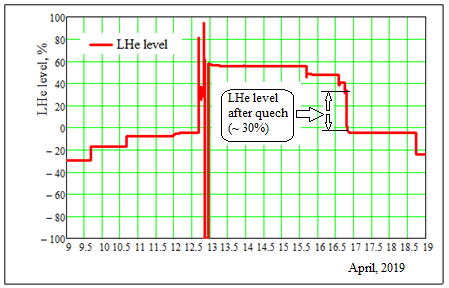 100
LHe level
80
60
40
LHe level
after quech
(~ 30%)
20
0
− 20
− 40
− 60
− 80
− 100
LHe level, %
9 9.5 10 10.5 11 11.5 12 12.5 13 13.5 14 14.5 15 15.5 16 16.5 17 17.5 18 18.5 19
April, 2019